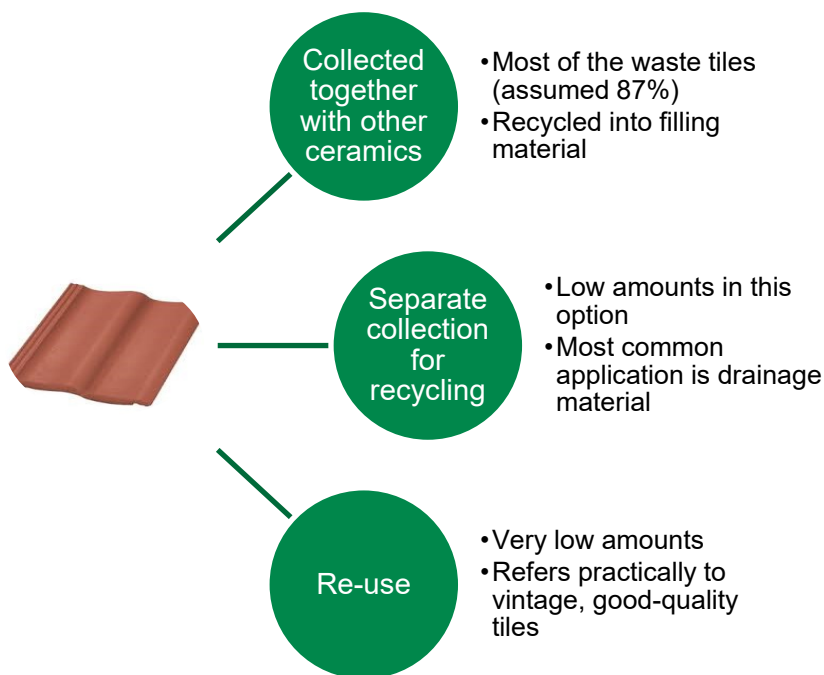 Collected
together
with other
ceramics
•Most of the waste tiles
(assumed 87%)
•Recycled into filling
material
Separate
collection
for
recycling
•Low amounts in this
option
•Most common
application is drainage
material
Re-use
•Very low amounts
•Refers practically to
vintage, good-quality
tiles